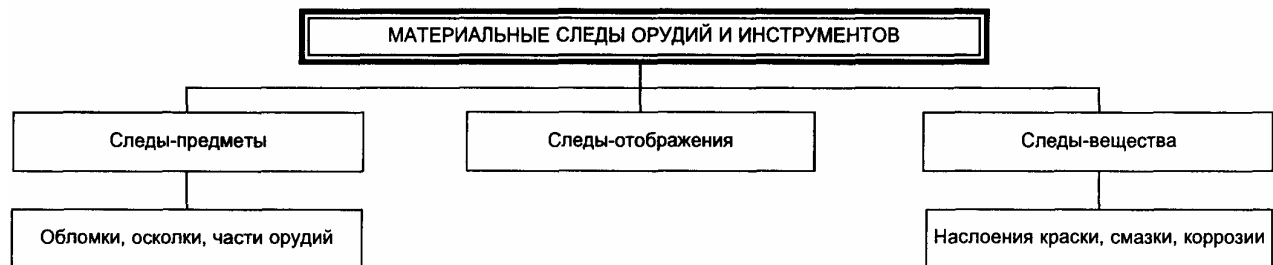 МАТЕРИАЛЬНЫЕ СЛЕДЫ ОРУДИЙ И ИНСТРУМЕНТОВ
Следы-предметы
Следы-отображения
Следы-вещества
Обломки, осколки, части орудий
Наслоения краски, смазки, коррозии